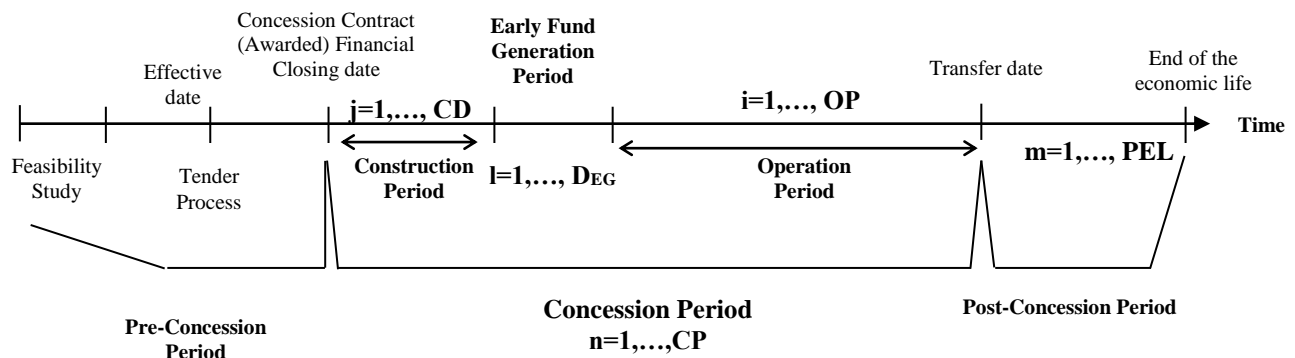 Concession Contract
(Awarded) Financial
Closing date
Early Fund
Generation
Period
Effective
date
Transfer date
End of the
economic life
j=1,…, CD
i=1,…, OP
Time
Feasibility
Study
Tender
Process
Construction
Period
l=1,…, DEG
Operation
Period
m=1,…, PEL
Pre-Concession
Period
Concession Period
n=1,…,CP
Post-Concession Period